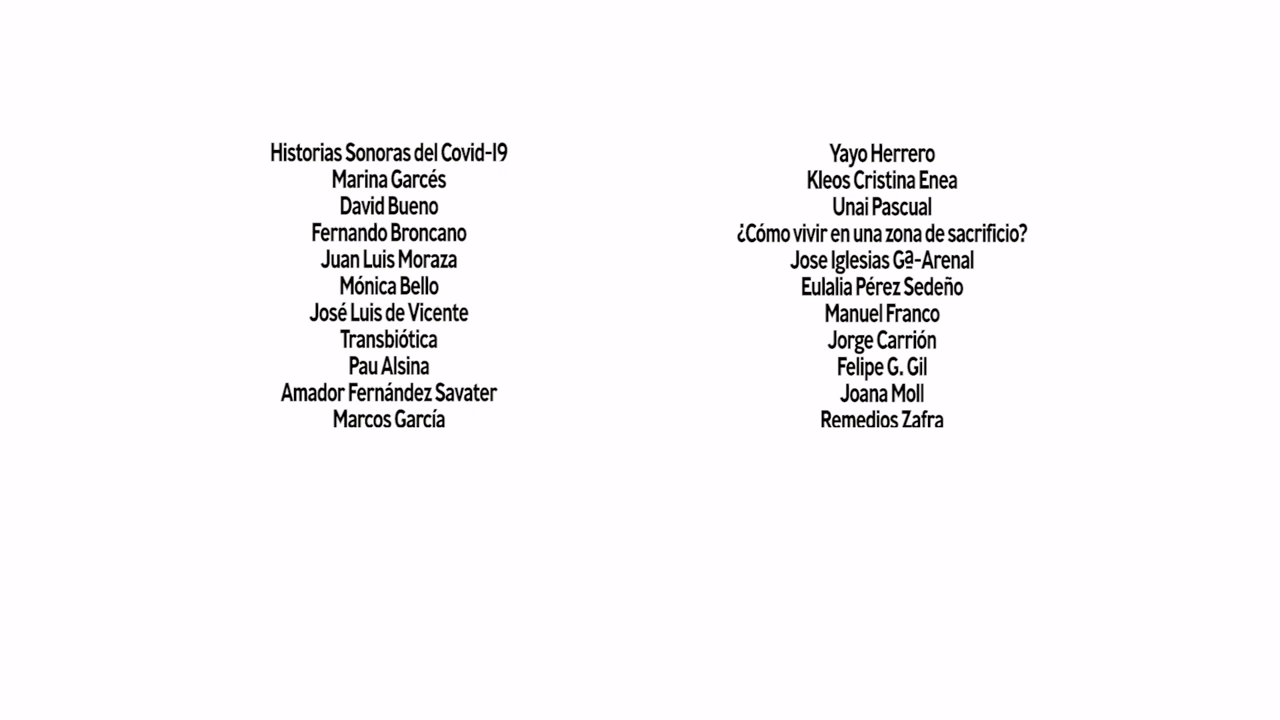 Historias Sonoras del Covid-19
Marina Garcés
David Bueno
Fernando Broncano
Juan Luis Moraza
Mónica Bello
José Luis de Vicente
Transbiótica
Pau Alsina
Amador Fernández Savater
Marcos García
Yayo Herrero
Kleos Cristina Enea
Unai Pascual
¿Cómo vivir en una zona de sacrificio?
Jose Iglesias Gª-Arenal
Eulalia Pérez Sedeño
Manuel Franco
Jorge Carrión
Felipe G. Gil
Joana Moll
Remedios Zafra